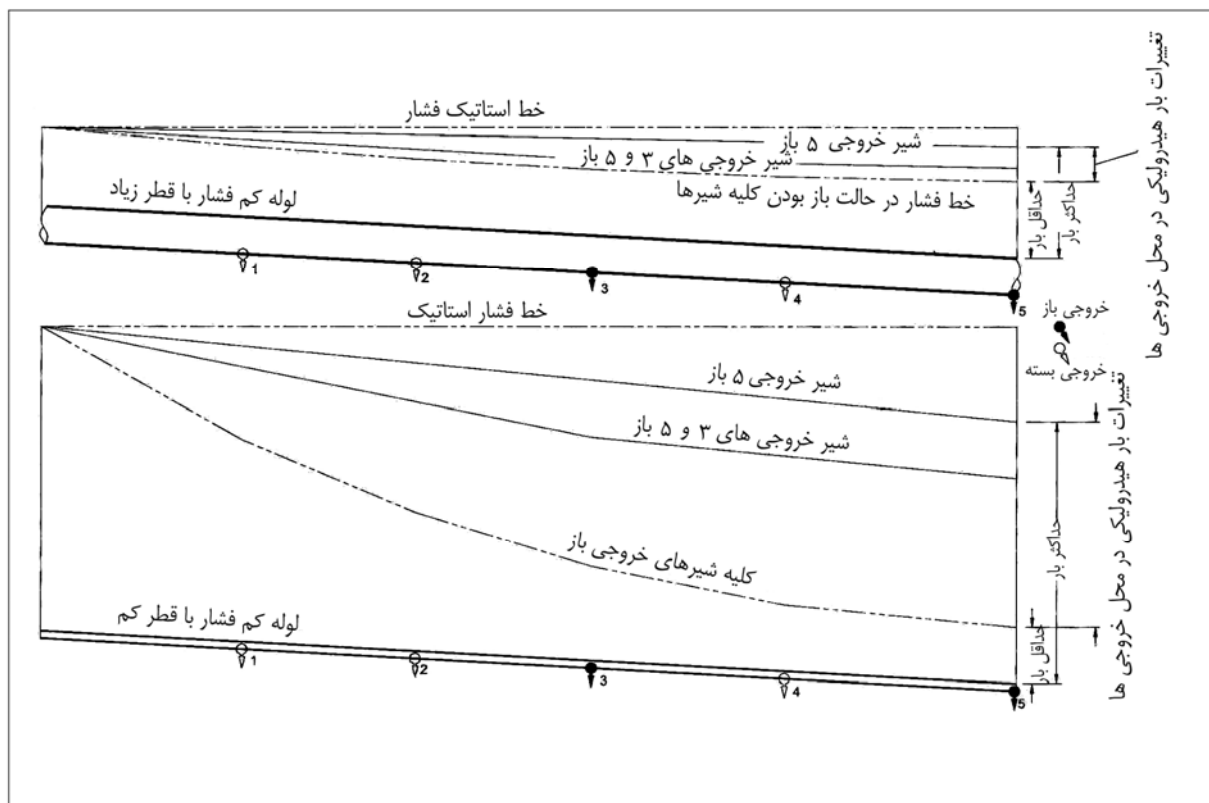 خط استاتیک فشار
شیر خروجی ۵ باز
شیر خروجی های ۳ و ۵ باز
خط فشار در حالت باز بودن کلیه شیرها
لوله کم فشار با قطر زیاد
حداقل بار
حداکثر بار
تغییرات بار هیدرولیکی در محل خروجی ها
1
2
3
4
5
خروجی باز
خروجی بسته
خط فشار استاتیک
شیر خروجی ۵ باز
شیر خروجی های ۳ و ۵ باز
کلیه شیرهای خروجی باز
لوله کم فشار با قطر کم
حداقل بار
حداکثر بار
تغییرات بار هیدرولیکی در محل خروجی ها
1
2
3
4
5